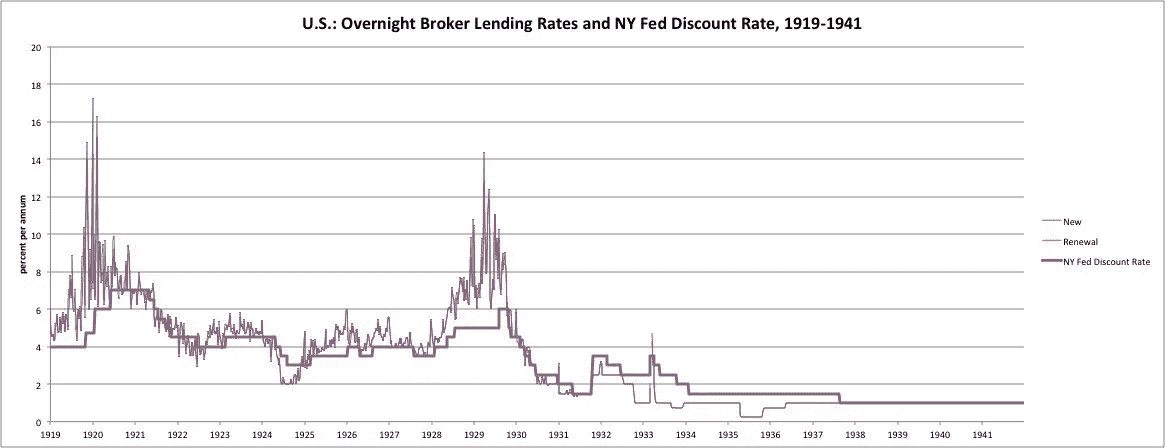 U.S.: Overnight Broker Lending Rates and NY Fed Discount Rate, 1919-1941
20
18
16
14
12
10
8
6
4
2
0
percent per annum
1919 1920 1921 1922 1923 1924 1925 1926 1927 1928 1929 1930 1931 1932 1933 1934 1935 1936 1937 1938 1939 1940 1941
New
Renewal
NY Fed Discount Rate